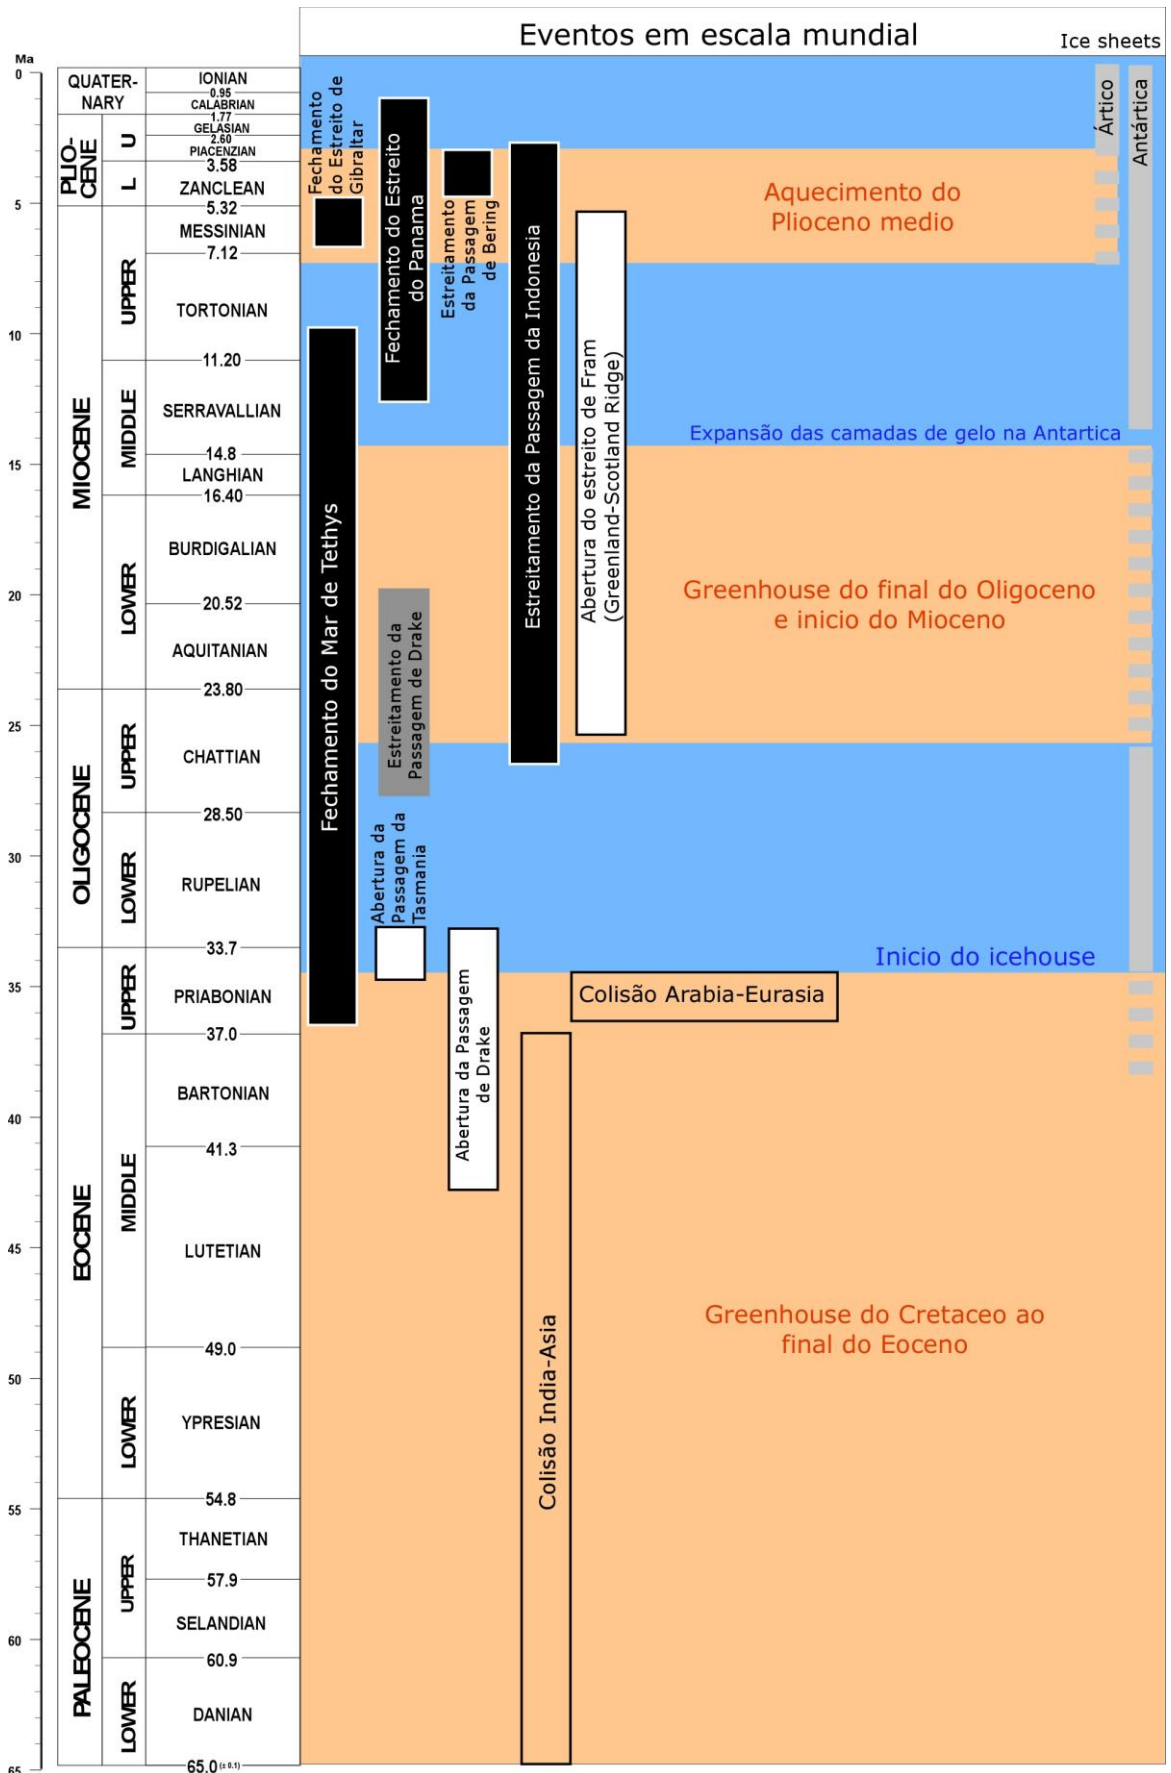 Eventos em escala mundial
Ice sheets
Ma
0
5
10
15
20
25
30
35
40
45
50
55
60
65
QUATER-
NARY
PLIO-
CENE
MIOCENE
OLIGOCENE
EOCENE
PALEOCENE
U
L
UPPER
MIDDLE
LOWER
UPPER
LOWER
UPPER
MIDDLE
LOWER
UPPER
LOWER
IONIAN
0.95
CALABRIAN
1.77
GELASIAN
2.60
PIACENZIAN
3.58
ZANCLEAN
5.32
MESSINIAN
7.12
TORTONIAN
11.20
SERRAVALLIAN
14.8
LANGHIAN
16.40
BURDIGALIAN
20.52
AQUITANIAN
23.80
CHATTIAN
28.50
RUPELIAN
33.7
PRIABONIAN
37.0
BARTONIAN
41.3
LUTETIAN
49.0
YPRESIAN
54.8
THANETIAN
57.9
SELANDIAN
60.9
DANIAN
65.0 (± 0.1)
Fechamento
do Estreito de
Gibraltar
Fechamento do Estreito
do Panama
Estreitamento
da Passagem
de Bering
Estreitamento da Passagem da Indonesia
Abertura do estreito de Fram
(Greenland-Scotland Ridge)
Fechamento do Mar de Tethys
Estreitamento da
Passagem de Drake
Abertura da
Passagem da
Tasmania
Abertura da Passagem
de Drake
Colisão Arabia-Eurasia
Colisão India-Asia
Ártico
Antártica
Aquecimento do
Plioceno medio
Expansão das camadas de gelo na Antartica
Greenhouse do final do Oligoceno
e inicio do Mioceno
Inicio do icehouse
Greenhouse do Cretaceo ao
final do Eoceno